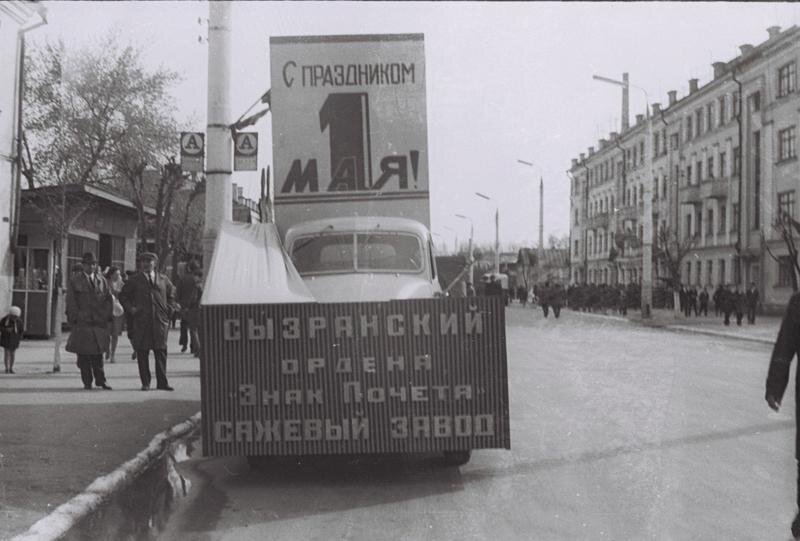 С ПРАЗДНИКОМ
1
МАЯ!
А
А
СЫЗРАНСКИЙ
ОРДЕНА
"Знак Почета"
САЖЕВЫЙ ЗАВОД